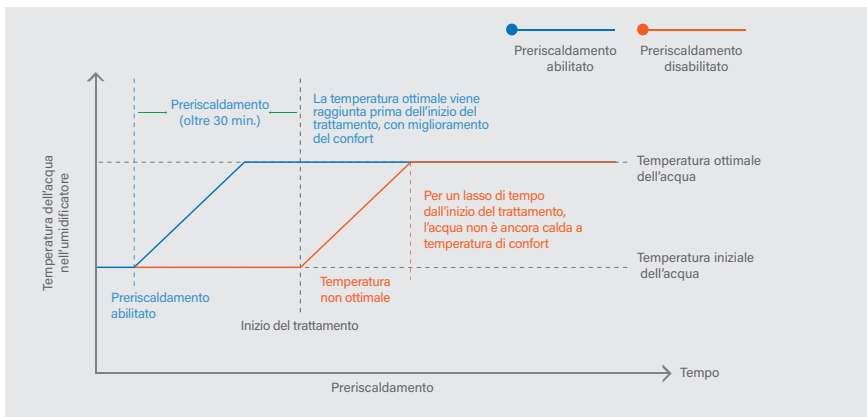 Preriscaldamento
abilitato
Preriscaldamento
disabilitato
Preriscaldamento
(oltre 30 min.)
La temperatura ottimale viene
raggiunta prima dell'inizio del
trattamento, con miglioramento
del confort
Temperatura dell'acqua
nell'umidificatore
Temperatura ottimale
dell'acqua
Per un lasso di tempo
dall'inizio del trattamento,
l'acqua non è ancora calda a
temperatura di confort
Temperatura iniziale
dell'acqua
Preriscaldamento
abilitato
Temperatura
non ottimale
Inizio del trattamento
Tempo
Preriscaldamento